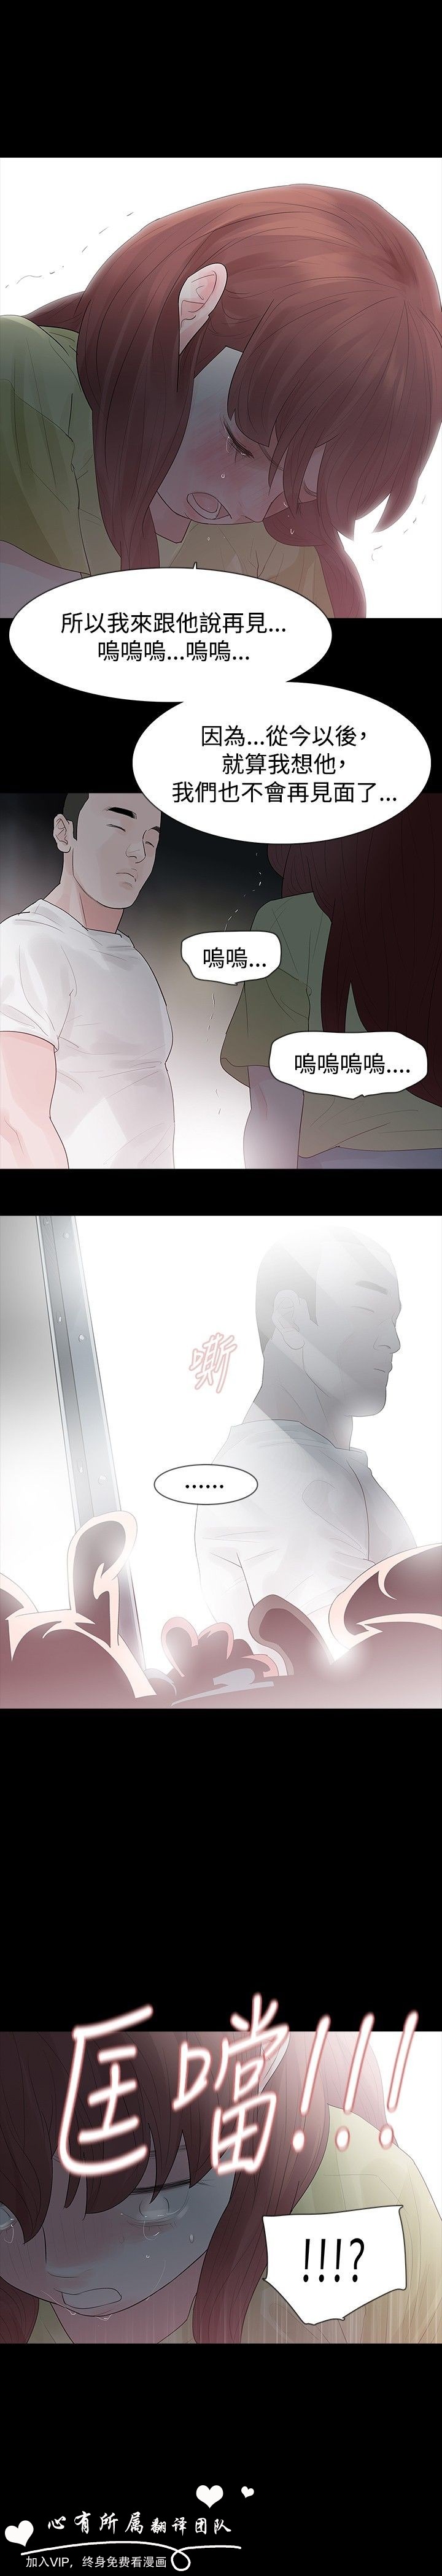 所以我來跟他說再見...
嗚嗚嗚...嗚嗚...
因為...從今以後，
就算我想他，
我們也不會再見面了...
嗚嗚...
嗚嗚嗚嗚....
嘶
......
匡噹!!!
!!!?
心有所属翻译团队
加入VIP，终身免费看漫画